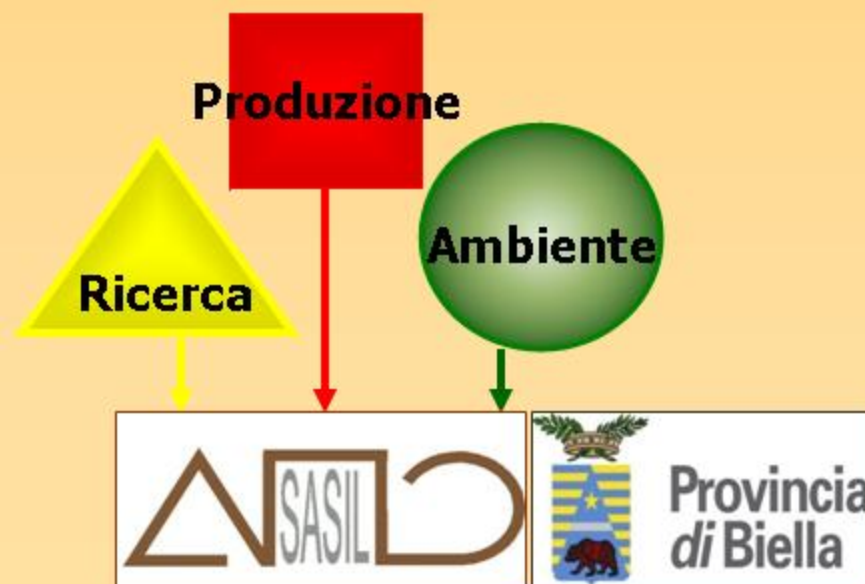 Produzione
Ambiente
Ricerca
SASIL
Provincia
di Biella